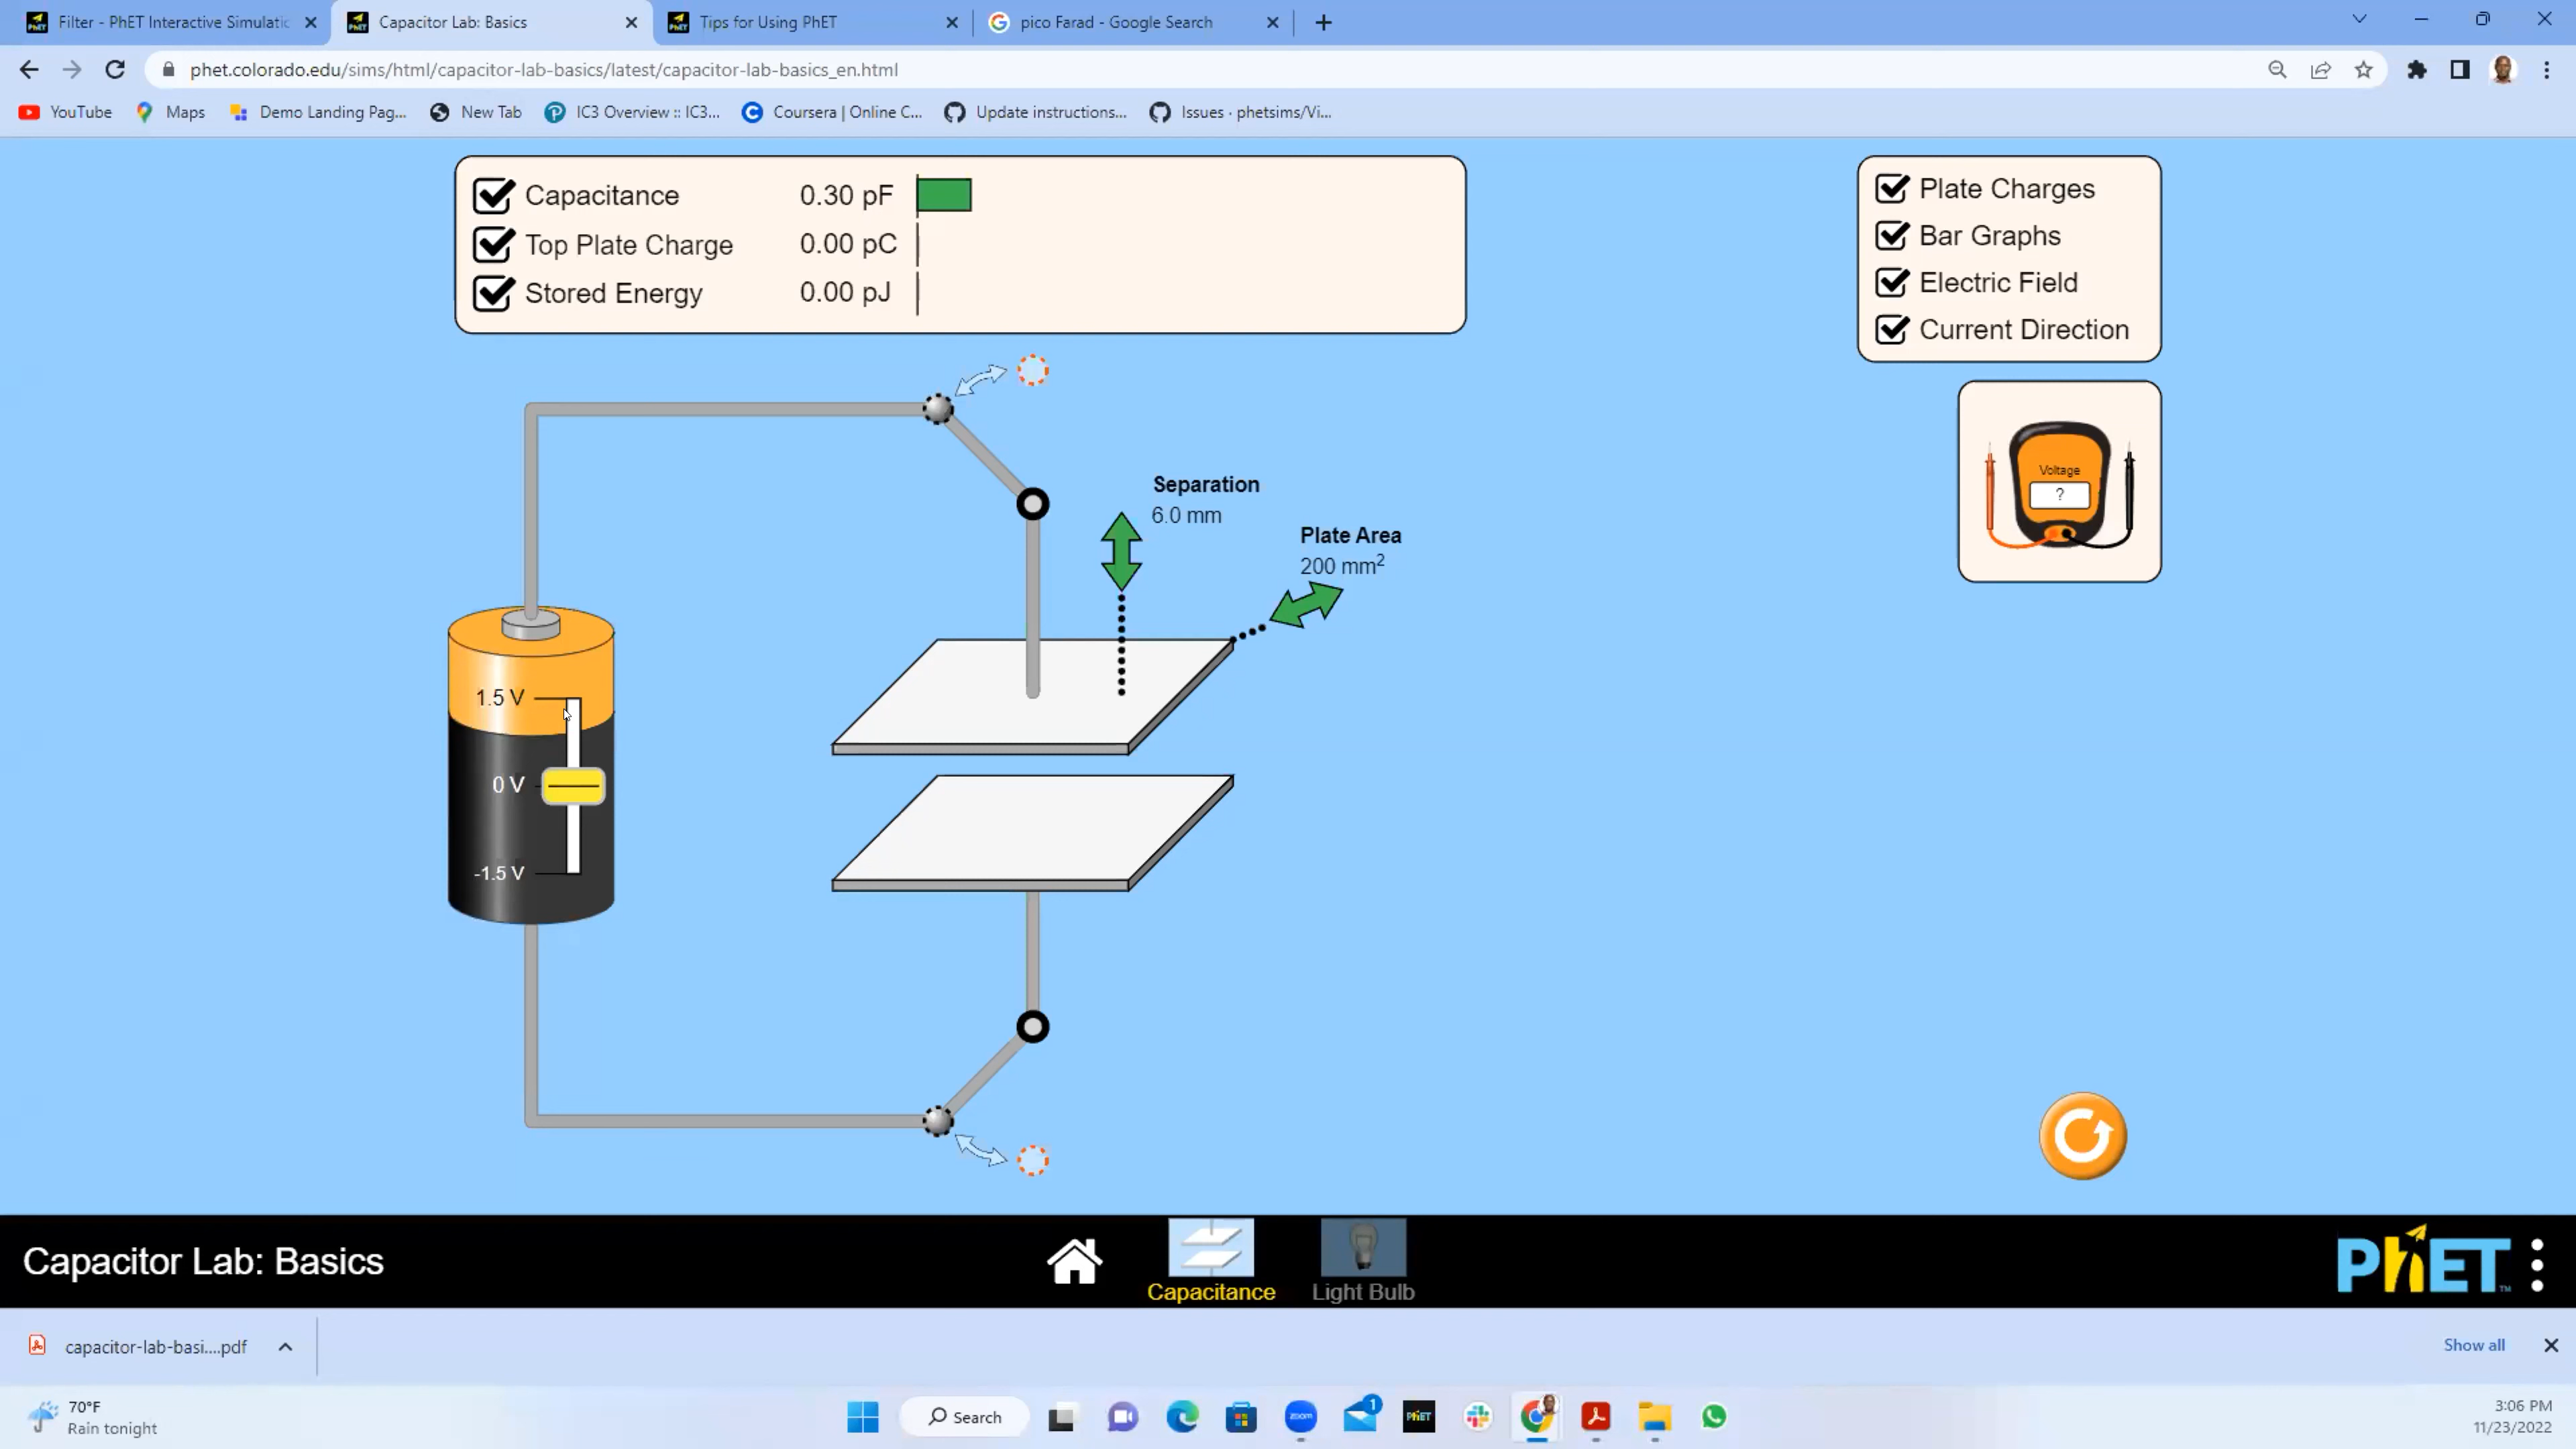 Filter - PhET Interactive Simulatic
Capacitor Lab: Basics
Tips for Using PhET
pico Farad - Google Search
phet.colorado.edu/sims/html/capacitor-lab-basics/latest/capacitor-lab-basics_en.html
YouTube
Maps
Demo Landing Pag...
New Tab
IC3 Overview :: IC3...
Coursera | Online C...
Update instructions...
Issues · phetsims/Vi...
Capacitance 0.30 pF
Top Plate Charge 0.00 pC
Stored Energy 0.00 pJ
Plate Charges
Bar Graphs
Electric Field
Current Direction
Voltage
?
Separation
6.0 mm
Plate Area
200 mm²
1.5 V
0 V
-1.5 V
Capacitor Lab: Basics
Capacitance
Light Bulb
PhET
capacitor-lab-basi....pdf
Show all
70°F
Rain tonight
Search
zoom
1
PhET
3:06 PM
11/23/2022